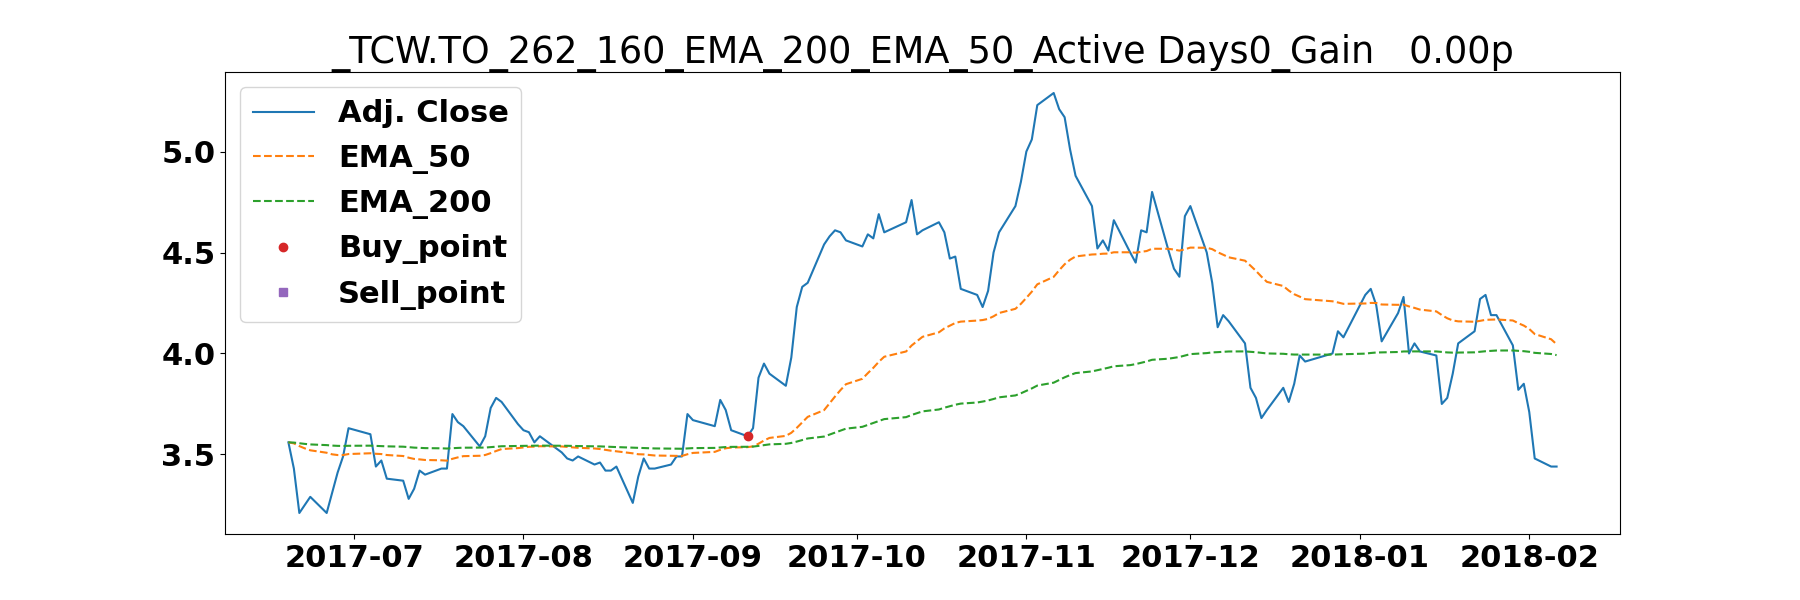 _TCW.TO_262_160_EMA_200_EMA_50_Active Days0_Gain   0.00p
Adj. Close
EMA_50
EMA_200
Buy_point
Sell_point
5.0
4.5
4.0
3.5
2017-07 2017-08 2017-09 2017-10 2017-11 2017-12 2018-01 2018-02